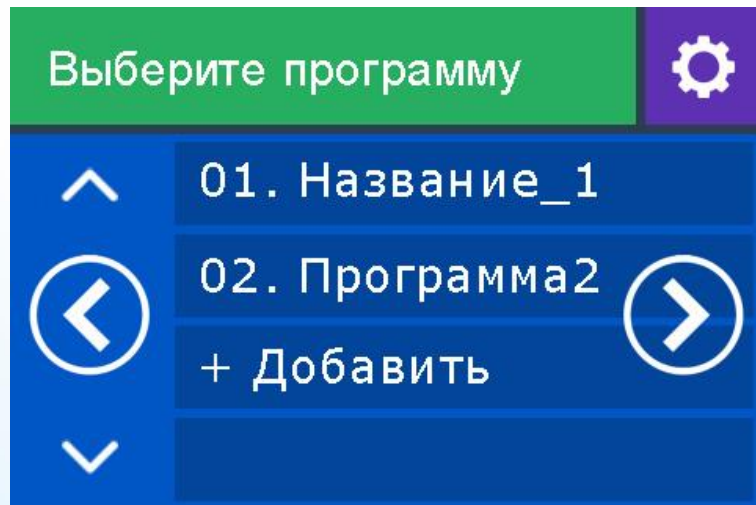 Выберите программу
01. Название_1
02. Программа2
+ Добавить